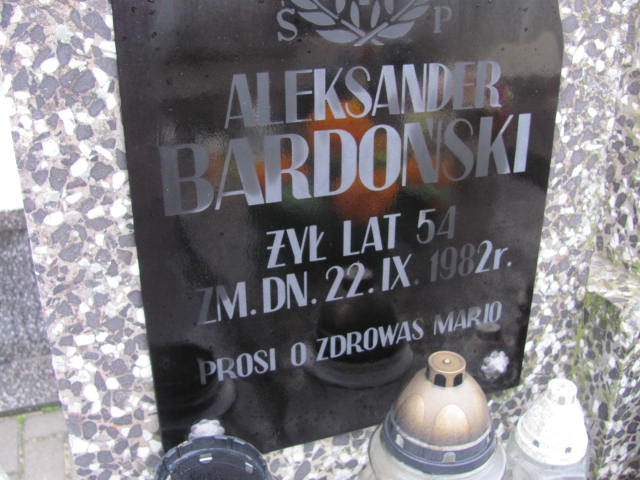 Ś P
ALEKSANDER
BARDOŃSKI
ŻYŁ LAT 54
ZM. DN. 22. IX. 1982r.
PROSI O ZDROWAŚ MARIO